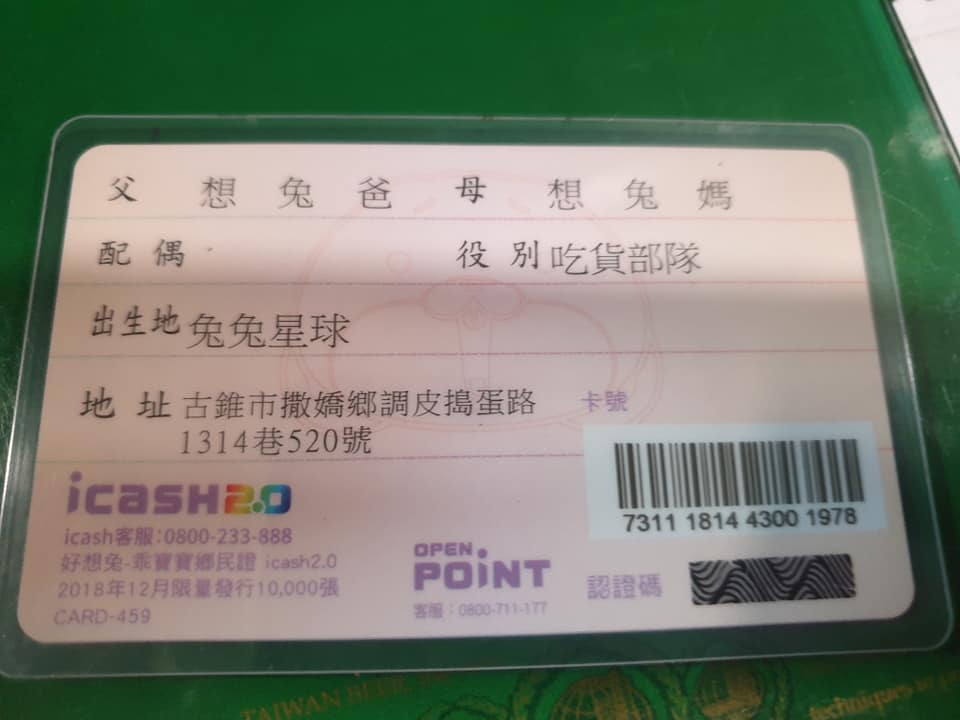 父 想兔爸 母 想兔媽
配偶 役別 吃貨部隊
出生地 兔兔星球
地址 古錐市撒嬌鄉調皮搗蛋路
1314巷520號
卡號
7311 1814 4300 1978
icash2.0
icash客服:0800-233-888
好想兔-乖寶寶鄉民證 icash2.0
2018年12月限量發行10,000張
CARD-459
OPEN
POiNT
客服:0800-711-177
認證碼
TAIWAN BEER
techniques